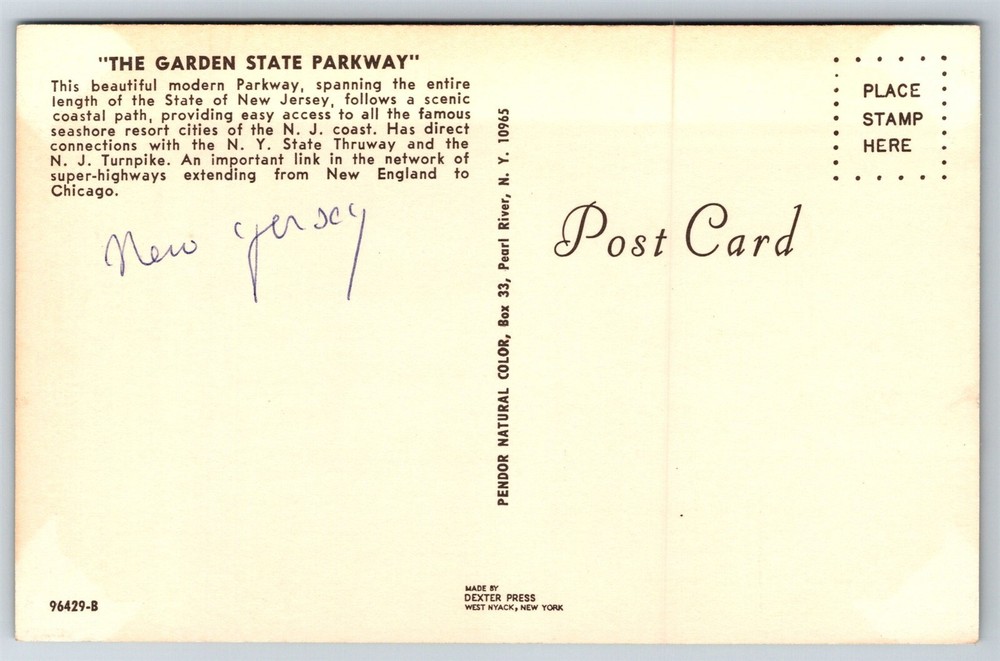 "THE GARDEN STATE PARKWAY"
This beautiful modern Parkway, spanning the entire
length of the State of New Jersey, follows a scenic
coastal path, providing easy access to all the famous
seashore resort cities of the N. J. coast. Has direct
connections with the N. Y. State Thruway and the
N. J. Turnpike. An important link in the network of
super-highways extending from New England to
Chicago.
New Jersey
96429-B
PENDOR NATURAL COLOR, Box 33, Pearl River, N. Y. 10965
MADE BY
DEXTER PRESS
WEST NYACK, NEW YORK
Post Card
PLACE
STAMP
HERE